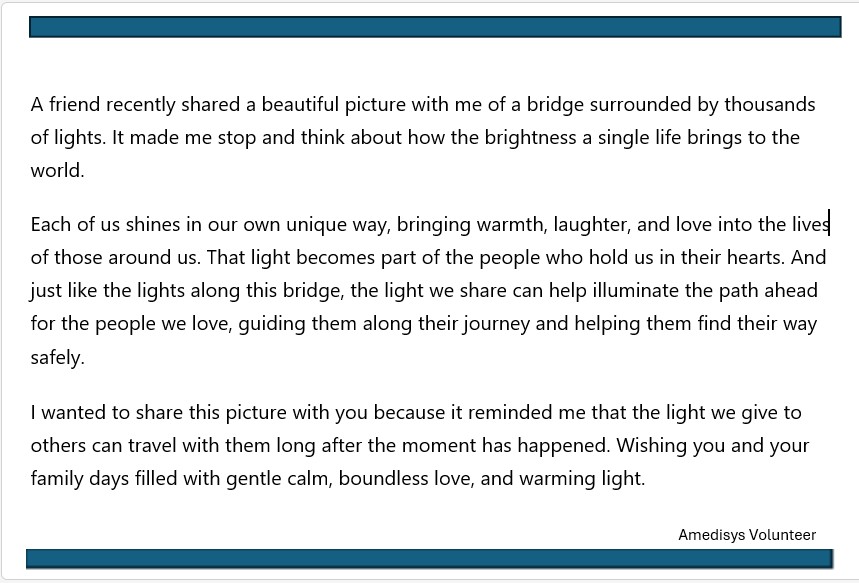 A friend recently shared a beautiful picture with me of a bridge surrounded by thousands
of lights. It made me stop and think about how the brightness a single life brings to the
world.
Each of us shines in our own unique way, bringing warmth, laughter, and love into the lives
of those around us. That light becomes part of the people who hold us in their hearts. And
just like the lights along this bridge, the light we share can help illuminate the path ahead
for the people we love, guiding them along their journey and helping them find their way
safely.
I wanted to share this picture with you because it reminded me that the light we give to
others can travel with them long after the moment has happened. Wishing you and your
family days filled with gentle calm, boundless love, and warming light.
Amedisys Volunteer